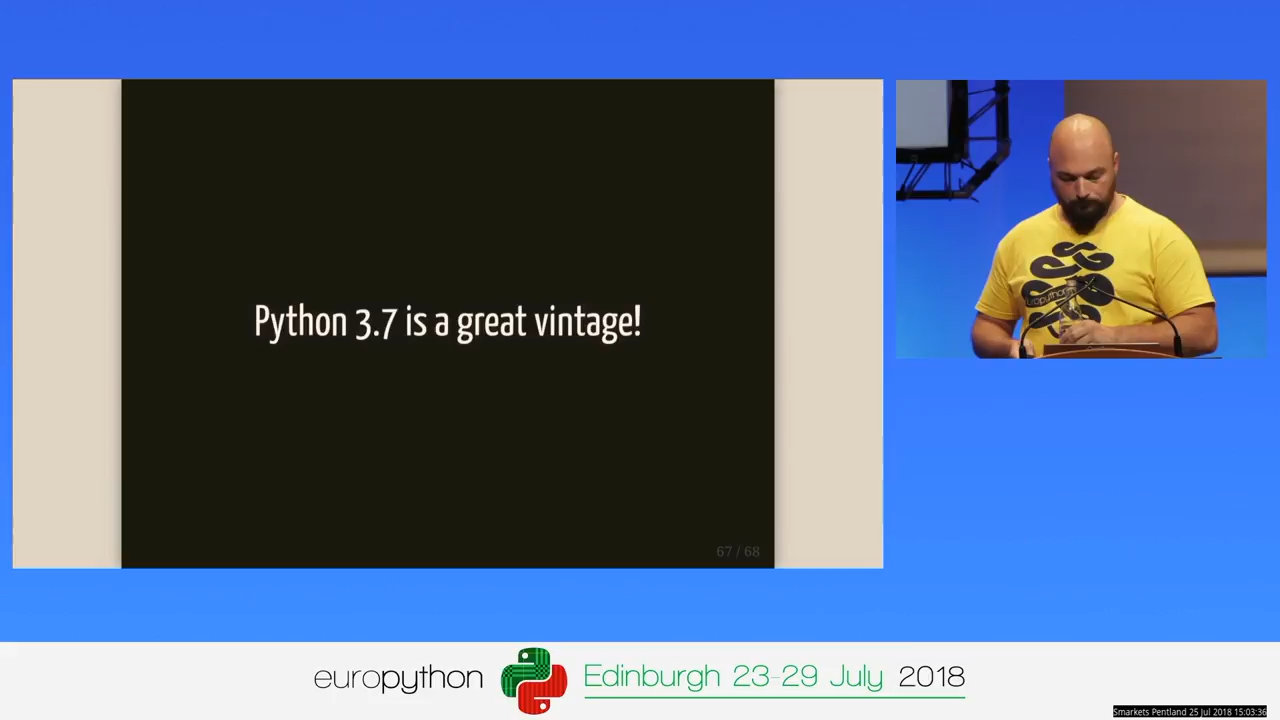 Python 3.7 is a great vintage!
67 / 68
europython
europython Edinburgh 23-29 July 2018
Smarkets Pentland 25 Jul 2018 15:03:36